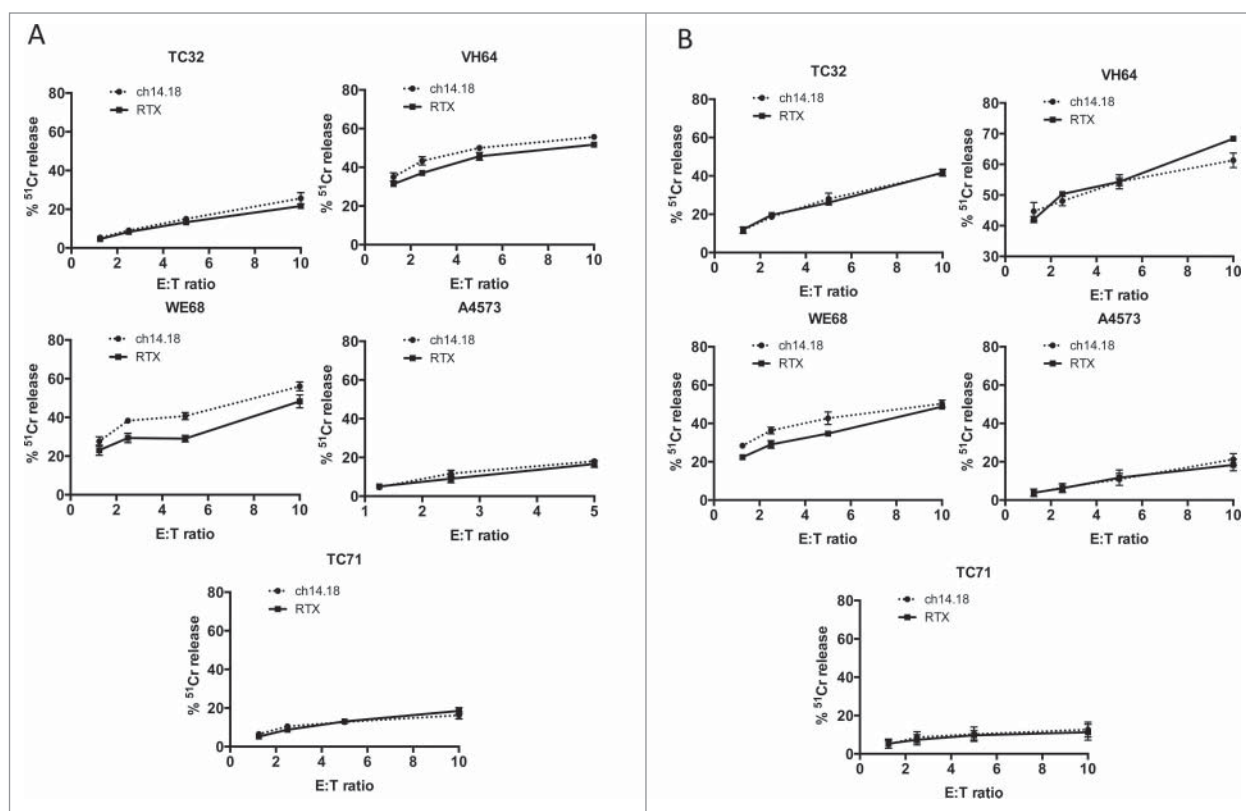 A
TC32
ch14.18
RTX
% ⁵¹Cr release
80
60
40
20
0
0 2 4 6 8 10
E:T ratio
VH64
ch14.18
RTX
% ⁵¹Cr release
80
60
40
20
0
0 2 4 6 8 10
E:T ratio
WE68
ch14.18
RTX
% ⁵¹Cr release
80
60
40
20
0
0 2 4 6 8 10
E:T ratio
A4573
ch14.18
RTX
% ⁵¹Cr release
80
60
40
20
0
1 2 3 4 5
E:T ratio
TC71
ch14.18
RTX
% ⁵¹Cr release
80
60
40
20
0
0 2 4 6 8 10
E:T ratio
B
TC32
ch14.18
RTX
% ⁵¹Cr release
80
60
40
20
0
0 2 4 6 8 10
E:T ratio
VH64
ch14.18
RTX
% ⁵¹Cr release
80
70
60
50
40
30
0 2 4 6 8 10
E:T ratio
WE68
ch14.18
RTX
% ⁵¹Cr release
80
60
40
20
0
0 2 4 6 8 10
E:T ratio
A4573
ch14.18
RTX
% ⁵¹Cr release
80
60
40
20
0
0 2 4 6 8 10
E:T ratio
TC71
ch14.18
RTX
% ⁵¹Cr release
80
60
40
20
0
0 2 4 6 8 10
E:T ratio